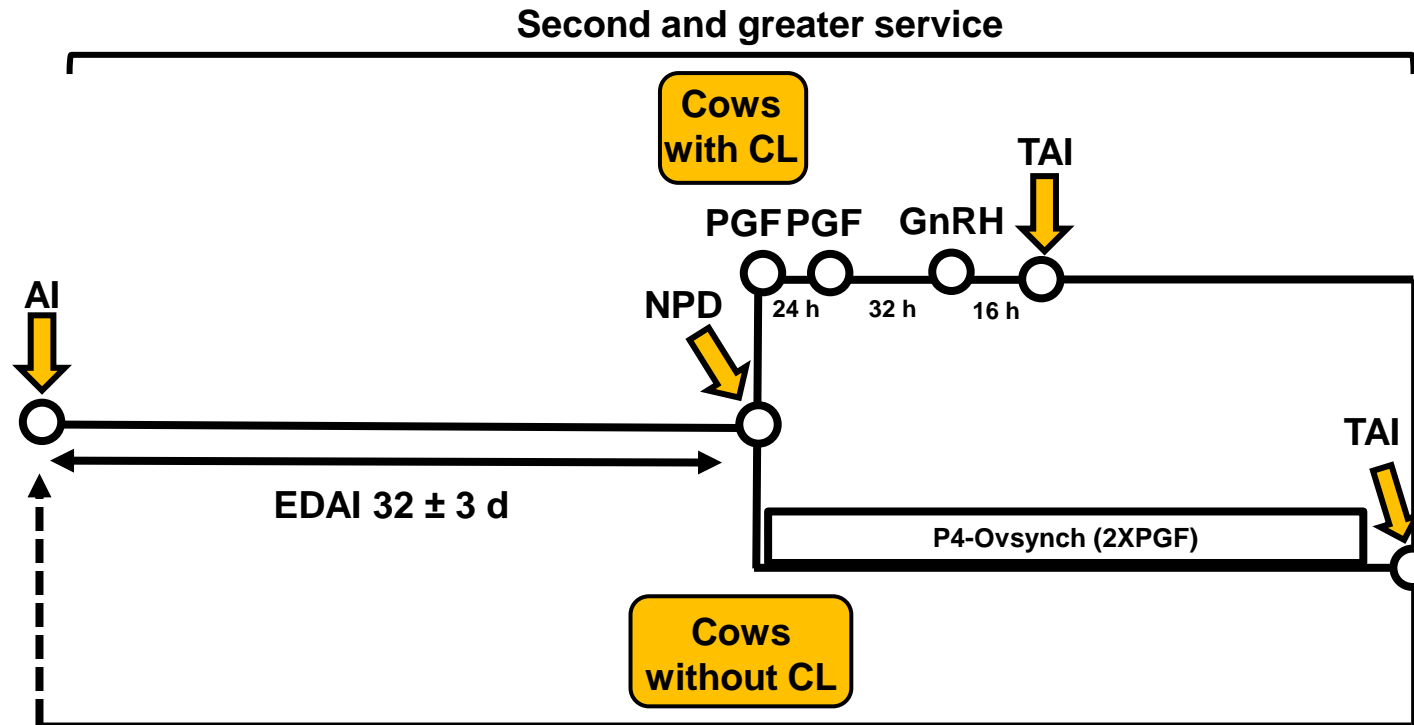 Second and greater service
Cows
with CL
TAI
PGF PGF GnRH
AI
NPD
24 h 32 h 16 h
TAI
EDAI 32 ± 3 d
P4-Ovsynch (2XPGF)
Cows
without CL